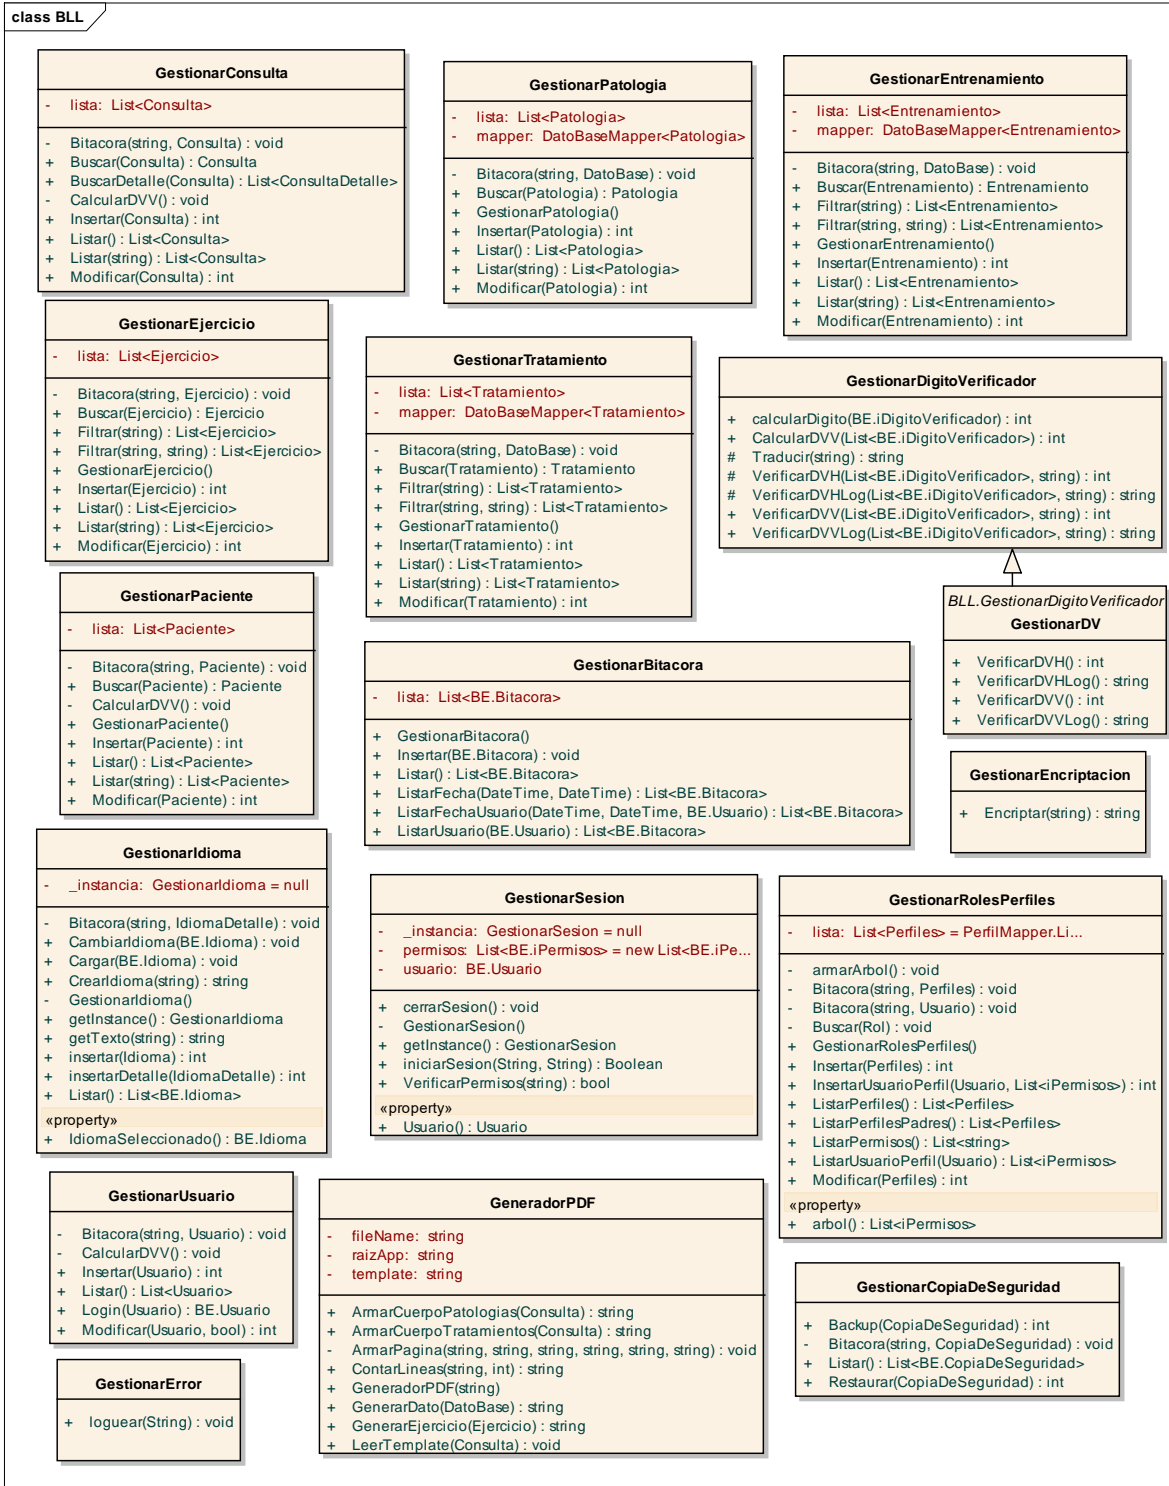 class BLL
GestionarConsulta
- lista: List<Consulta>
- Bitacora(string, Consulta) : void
+ Buscar(Consulta) : Consulta
+ BuscarDetalle(Consulta) : List<ConsultaDetalle>
- CalcularDVV() : void
+ Insertar(Consulta) : int
+ Listar() : List<Consulta>
+ Listar(string) : List<Consulta>
+ Modificar(Consulta) : int
GestionarPatologia
- lista: List<Patologia>
- mapper: DatoBaseMapper<Patologia>
- Bitacora(string, DatoBase) : void
+ Buscar(Patologia) : Patologia
+ GestionarPatologia()
+ Insertar(Patologia) : int
+ Listar() : List<Patologia>
+ Listar(string) : List<Patologia>
+ Modificar(Patologia) : int
GestionarEntrenamiento
- lista: List<Entrenamiento>
- mapper: DatoBaseMapper<Entrenamiento>
- Bitacora(string, DatoBase) : void
+ Buscar(Entrenamiento) : Entrenamiento
+ Filtrar(string) : List<Entrenamiento>
+ Filtrar(string, string) : List<Entrenamiento>
+ GestionarEntrenamiento()
+ Insertar(Entrenamiento) : int
+ Listar() : List<Entrenamiento>
+ Listar(string) : List<Entrenamiento>
+ Modificar(Entrenamiento) : int
GestionarEjercicio
- lista: List<Ejercicio>
- Bitacora(string, Ejercicio) : void
+ Buscar(Ejercicio) : Ejercicio
+ Filtrar(string) : List<Ejercicio>
+ Filtrar(string, string) : List<Ejercicio>
+ GestionarEjercicio()
+ Insertar(Ejercicio) : int
+ Listar() : List<Ejercicio>
+ Listar(string) : List<Ejercicio>
+ Modificar(Ejercicio) : int
GestionarTratamiento
- lista: List<Tratamiento>
- mapper: DatoBaseMapper<Tratamiento>
- Bitacora(string, DatoBase) : void
+ Buscar(Tratamiento) : Tratamiento
+ Filtrar(string) : List<Tratamiento>
+ Filtrar(string, string) : List<Tratamiento>
+ GestionarTratamiento()
+ Insertar(Tratamiento) : int
+ Listar() : List<Tratamiento>
+ Listar(string) : List<Tratamiento>
+ Modificar(Tratamiento) : int
GestionarDigitoVerificador
+ calcularDigito(BE.iDigitoVerificador) : int
+ CalcularDVV(List<BE.iDigitoVerificador>) : int
# Traducir(string) : string
# VerificarDVH(List<BE.iDigitoVerificador>, string) : int
# VerificarDVHLog(List<BE.iDigitoVerificador>, string) : string
+ VerificarDVV(List<BE.iDigitoVerificador>, string) : int
+ VerificarDVVLog(List<BE.iDigitoVerificador>, string) : string
BLL.GestionarDigitoVerificador
GestionarDV
+ VerificarDVH() : int
+ VerificarDVHLog() : string
+ VerificarDVV() : int
+ VerificarDVVLog() : string
GestionarPaciente
- lista: List<Paciente>
- Bitacora(string, Paciente) : void
+ Buscar(Paciente) : Paciente
- CalcularDVV() : void
+ GestionarPaciente()
+ Insertar(Paciente) : int
+ Listar() : List<Paciente>
+ Listar(string) : List<Paciente>
+ Modificar(Paciente) : int
GestionarBitacora
- lista: List<BE.Bitacora>
+ GestionarBitacora()
+ Insertar(BE.Bitacora) : void
+ Listar() : List<BE.Bitacora>
+ ListarFecha(DateTime, DateTime) : List<BE.Bitacora>
+ ListarFechaUsuario(DateTime, DateTime, BE.Usuario) : List<BE.Bitacora>
+ ListarUsuario(BE.Usuario) : List<BE.Bitacora>
GestionarEncriptacion
+ Encriptar(string) : string
GestionarIdioma
- _instancia: GestionarIdioma = null
- Bitacora(string, IdiomaDetalle) : void
+ CambiarIdioma(BE.Idioma) : void
+ Cargar(BE.Idioma) : void
+ CrearIdioma(string) : string
- GestionarIdioma()
+ getInstance() : GestionarIdioma
+ getTexto(string) : string
+ insertar(Idioma) : int
+ insertarDetalle(IdiomaDetalle) : int
+ Listar() : List<BE.Idioma>
«property»
+ IdiomaSeleccionado() : BE.Idioma
GestionarSesion
- _instancia: GestionarSesion = null
- permisos: List<BE.iPermisos> = new List<BE.iPe...
- usuario: BE.Usuario
+ cerrarSesion() : void
- GestionarSesion()
+ getInstance() : GestionarSesion
+ iniciarSesion(String, String) : Boolean
+ VerificarPermisos(string) : bool
«property»
+ Usuario() : Usuario
GestionarRolesPerfiles
- lista: List<Perfiles> = PerfilMapper.Li...
- armarArbol() : void
- Bitacora(string, Perfiles) : void
- Bitacora(string, Usuario) : void
- Buscar(Rol) : void
+ GestionarRolesPerfiles()
+ Insertar(Perfiles) : int
+ InsertarUsuarioPerfil(Usuario, List<iPermisos>) : int
+ ListarPerfiles() : List<Perfiles>
+ ListarPerfilesPadres() : List<Perfiles>
+ ListarPermisos() : List<string>
+ ListarUsuarioPerfil(Usuario) : List<iPermisos>
+ Modificar(Perfiles) : int
«property»
+ arbol() : List<iPermisos>
GestionarUsuario
- Bitacora(string, Usuario) : void
- CalcularDVV() : void
+ Insertar(Usuario) : int
+ Listar() : List<Usuario>
+ Login(Usuario) : BE.Usuario
+ Modificar(Usuario, bool) : int
GeneradorPDF
- fileName: string
- raizApp: string
- template: string
+ ArmarCuerpoPatologias(Consulta) : string
+ ArmarCuerpoTratamientos(Consulta) : string
- ArmarPagina(string, string, string, string, string, string) : void
+ ContarLineas(string, int) : string
+ GeneradorPDF(string)
+ GenerarDato(DatoBase) : string
+ GenerarEjercicio(Ejercicio) : string
+ LeerTemplate(Consulta) : void
GestionarCopiaDeSeguridad
+ Backup(CopiaDeSeguridad) : int
- Bitacora(string, CopiaDeSeguridad) : void
+ Listar() : List<BE.CopiaDeSeguridad>
+ Restaurar(CopiaDeSeguridad) : int
GestionarError
+ loguear(String) : void